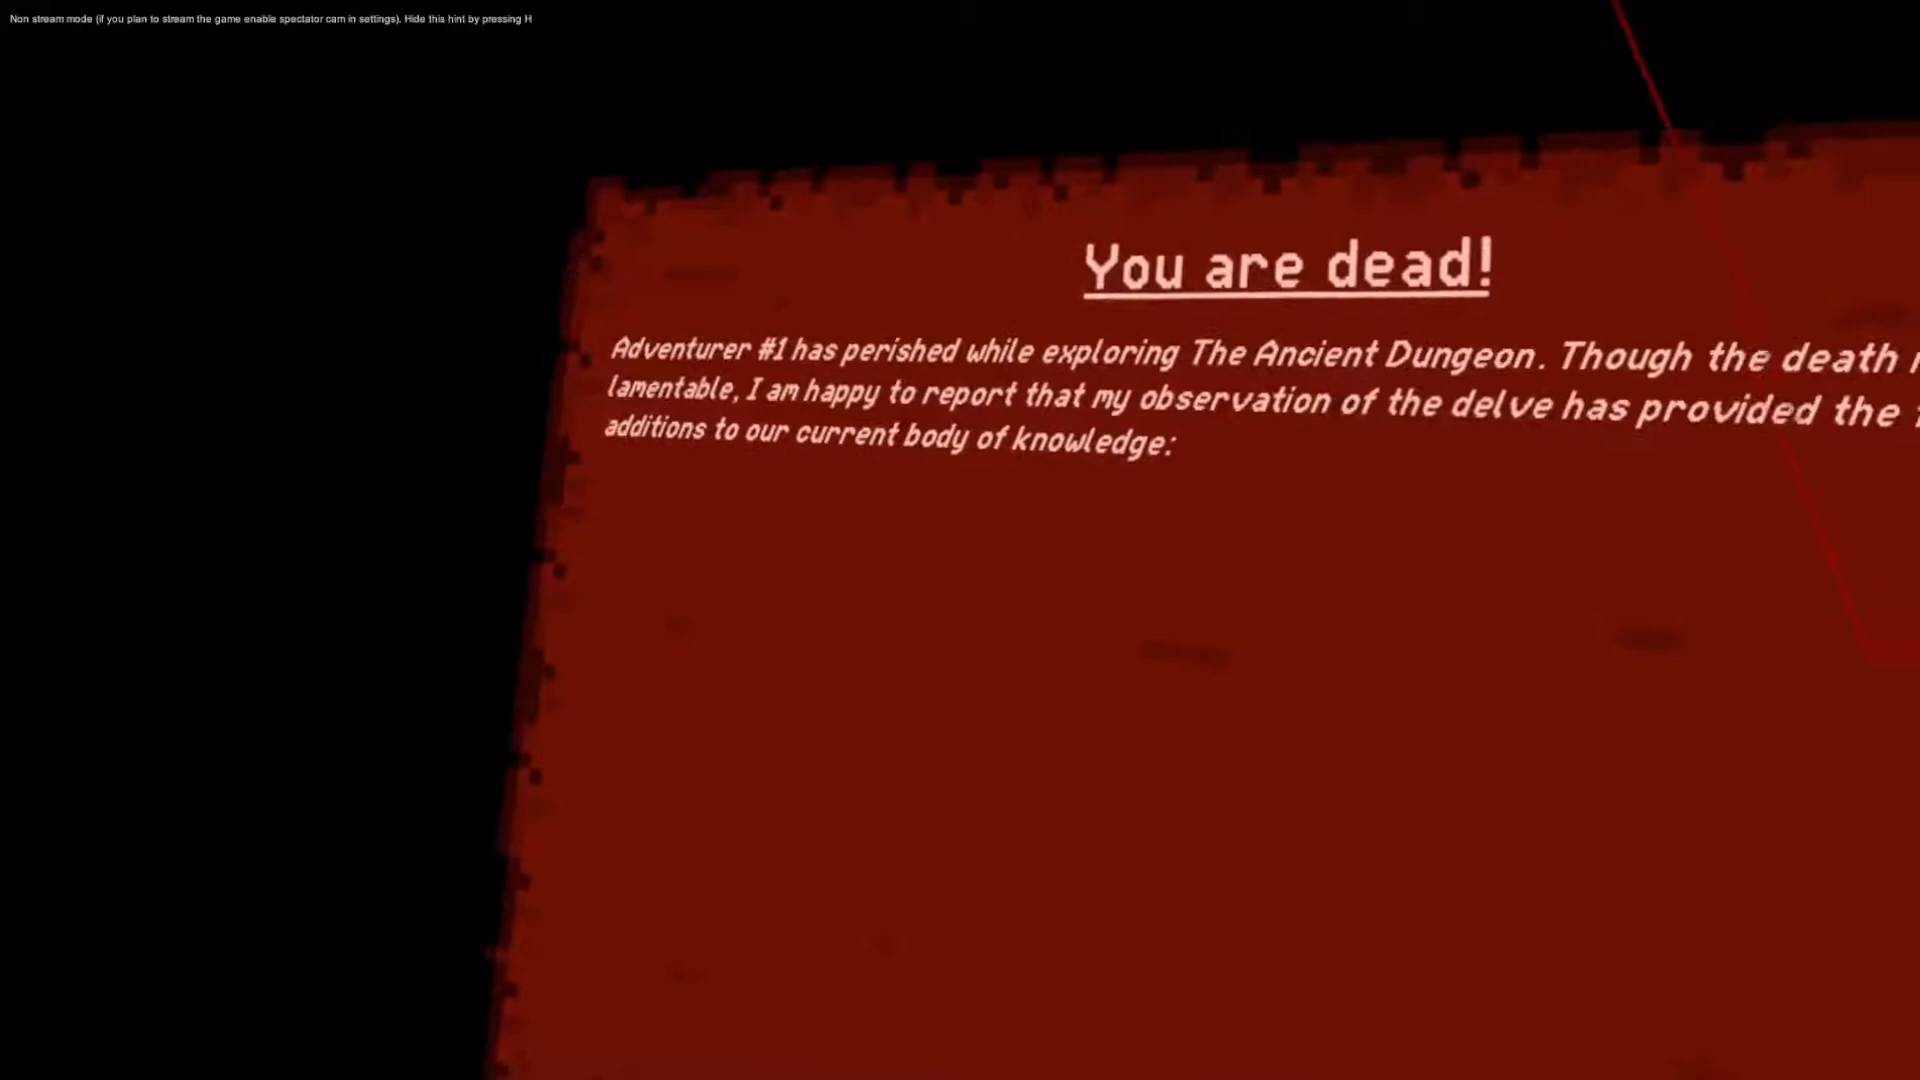 Non stream mode (if you plan to stream the game enable spectator cam in settings). Hide this hint by pressing H
You are dead!
Adventurer #1 has perished while exploring The Ancient Dungeon. Though the death
lamentable, I am happy to report that my observation of the delve has provided the
additions to our current body of knowledge: